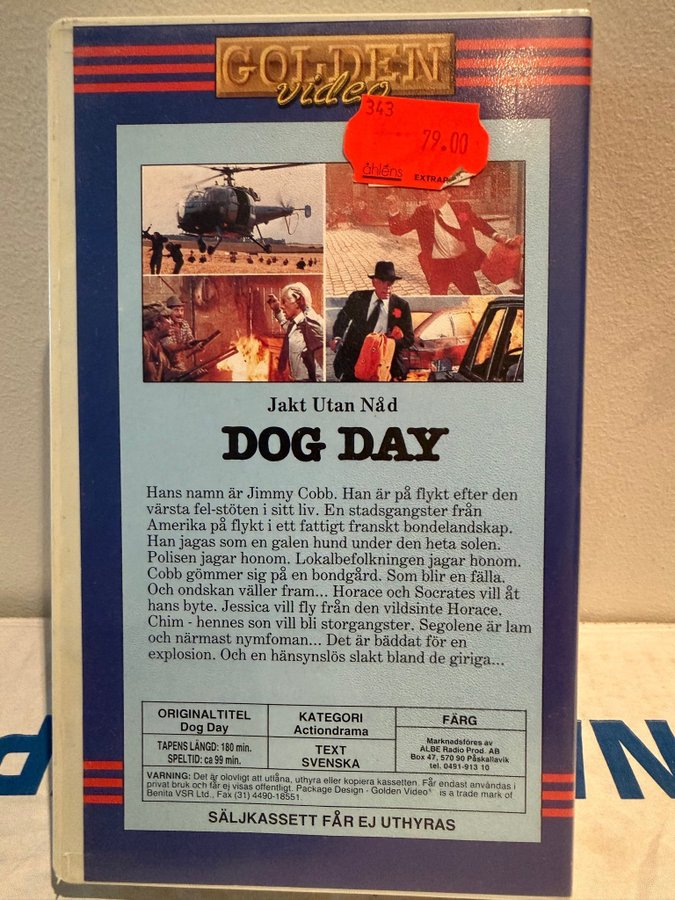 GOLDEN
video
343
79.00
åhléns EXTRAP
Jakt Utan Nåd
DOG DAY
Hans namn är Jimmy Cobb. Han är på flykt efter den
värsta fel-stöten i sitt liv. En stadsgangster från
Amerika på flykt i ett fattigt franskt bondelandskap.
Han jagas som en galen hund under den heta solen.
Polisen jagar honom. Lokalbefolkningen jagar honom.
Cobb gömmer sig på en bondgård. Som blir en fälla.
Och ondskan väller fram... Horace och Socrates vill åt
hans byte. Jessica vill fly från den vildsinte Horace.
Chim - hennes son vill bli storgangster. Segolene är lam
och närmast nymfoman... Det är bäddat för en
explosion. Och en hänsynslös slakt bland de giriga...
ORIGINALTITEL
Dog Day
KATEGORI
Actiondrama
FÄRG
TAPENS LÄNGD: 180 min.
SPELTID: ca 99 min.
TEXT
SVENSKA
Marknadsföres av
ALBE Radio Prod. AB
Box 47, 570 90 Påskallavik
tel. 0491-913 10
VARNING: Det är olovligt att utlåna, uthyra eller kopiera kassetten. Får endast användas i
privat bruk och får ej visas offentligt. Package Design - Golden Video® is a trade mark of
Benita VSR Ltd., Fax (31) 4490-18551.
SÄLJKASSETT FÅR EJ UTHYRAS
P
NI